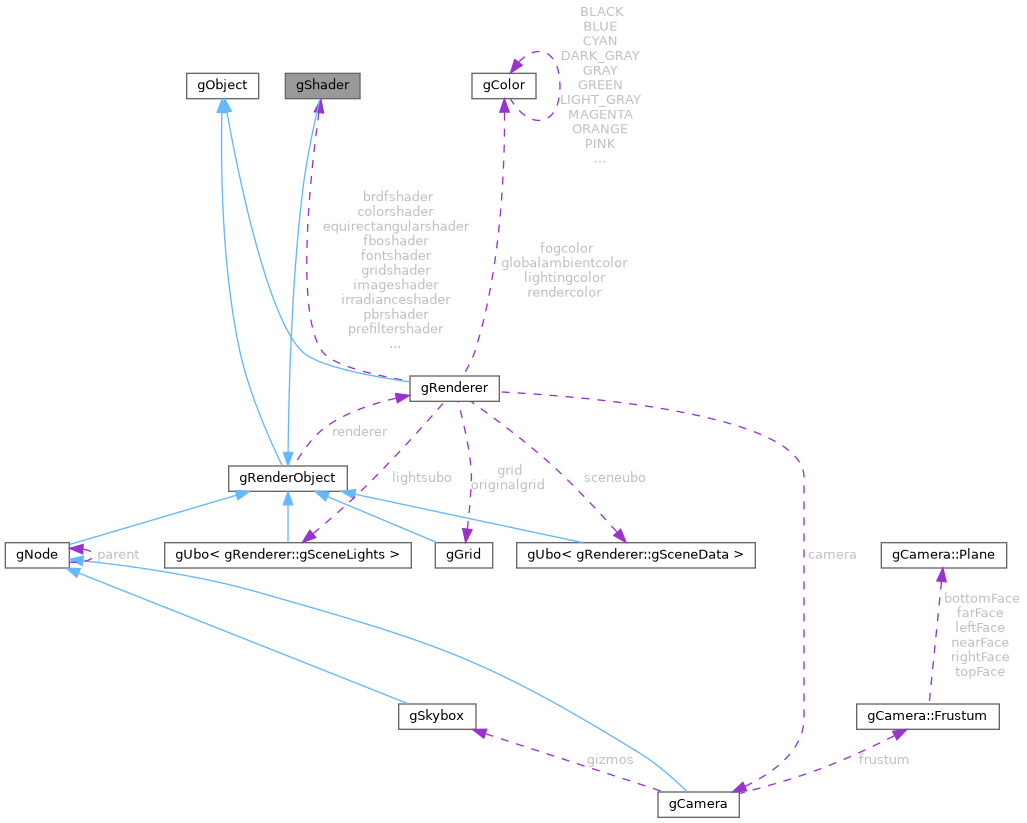 BLACK
BLUE
CYAN
DARK_GRAY
GRAY
GREEN
LIGHT_GRAY
MAGENTA
ORANGE
PINK
...
gObject
gShader
gColor
brdfshader
colorshader
equirectangularshader
fboshader
fontshader
gridshader
imageshader
irradianceshader
pbrshader
prefiltershader
...
fogcolor
globalambientcolor
lightingcolor
rendercolor
gRenderer
renderer
gRenderObject
lightsubo
grid
originalgrid
sceneubo
gNode
parent
gUbo< gRenderer::gSceneLights >
gGrid
gUbo< gRenderer::gSceneData >
camera
gCamera::Plane
bottomFace
farFace
leftFace
nearFace
rightFace
topFace
gSkybox
gCamera::Frustum
gizmos
frustum
gCamera